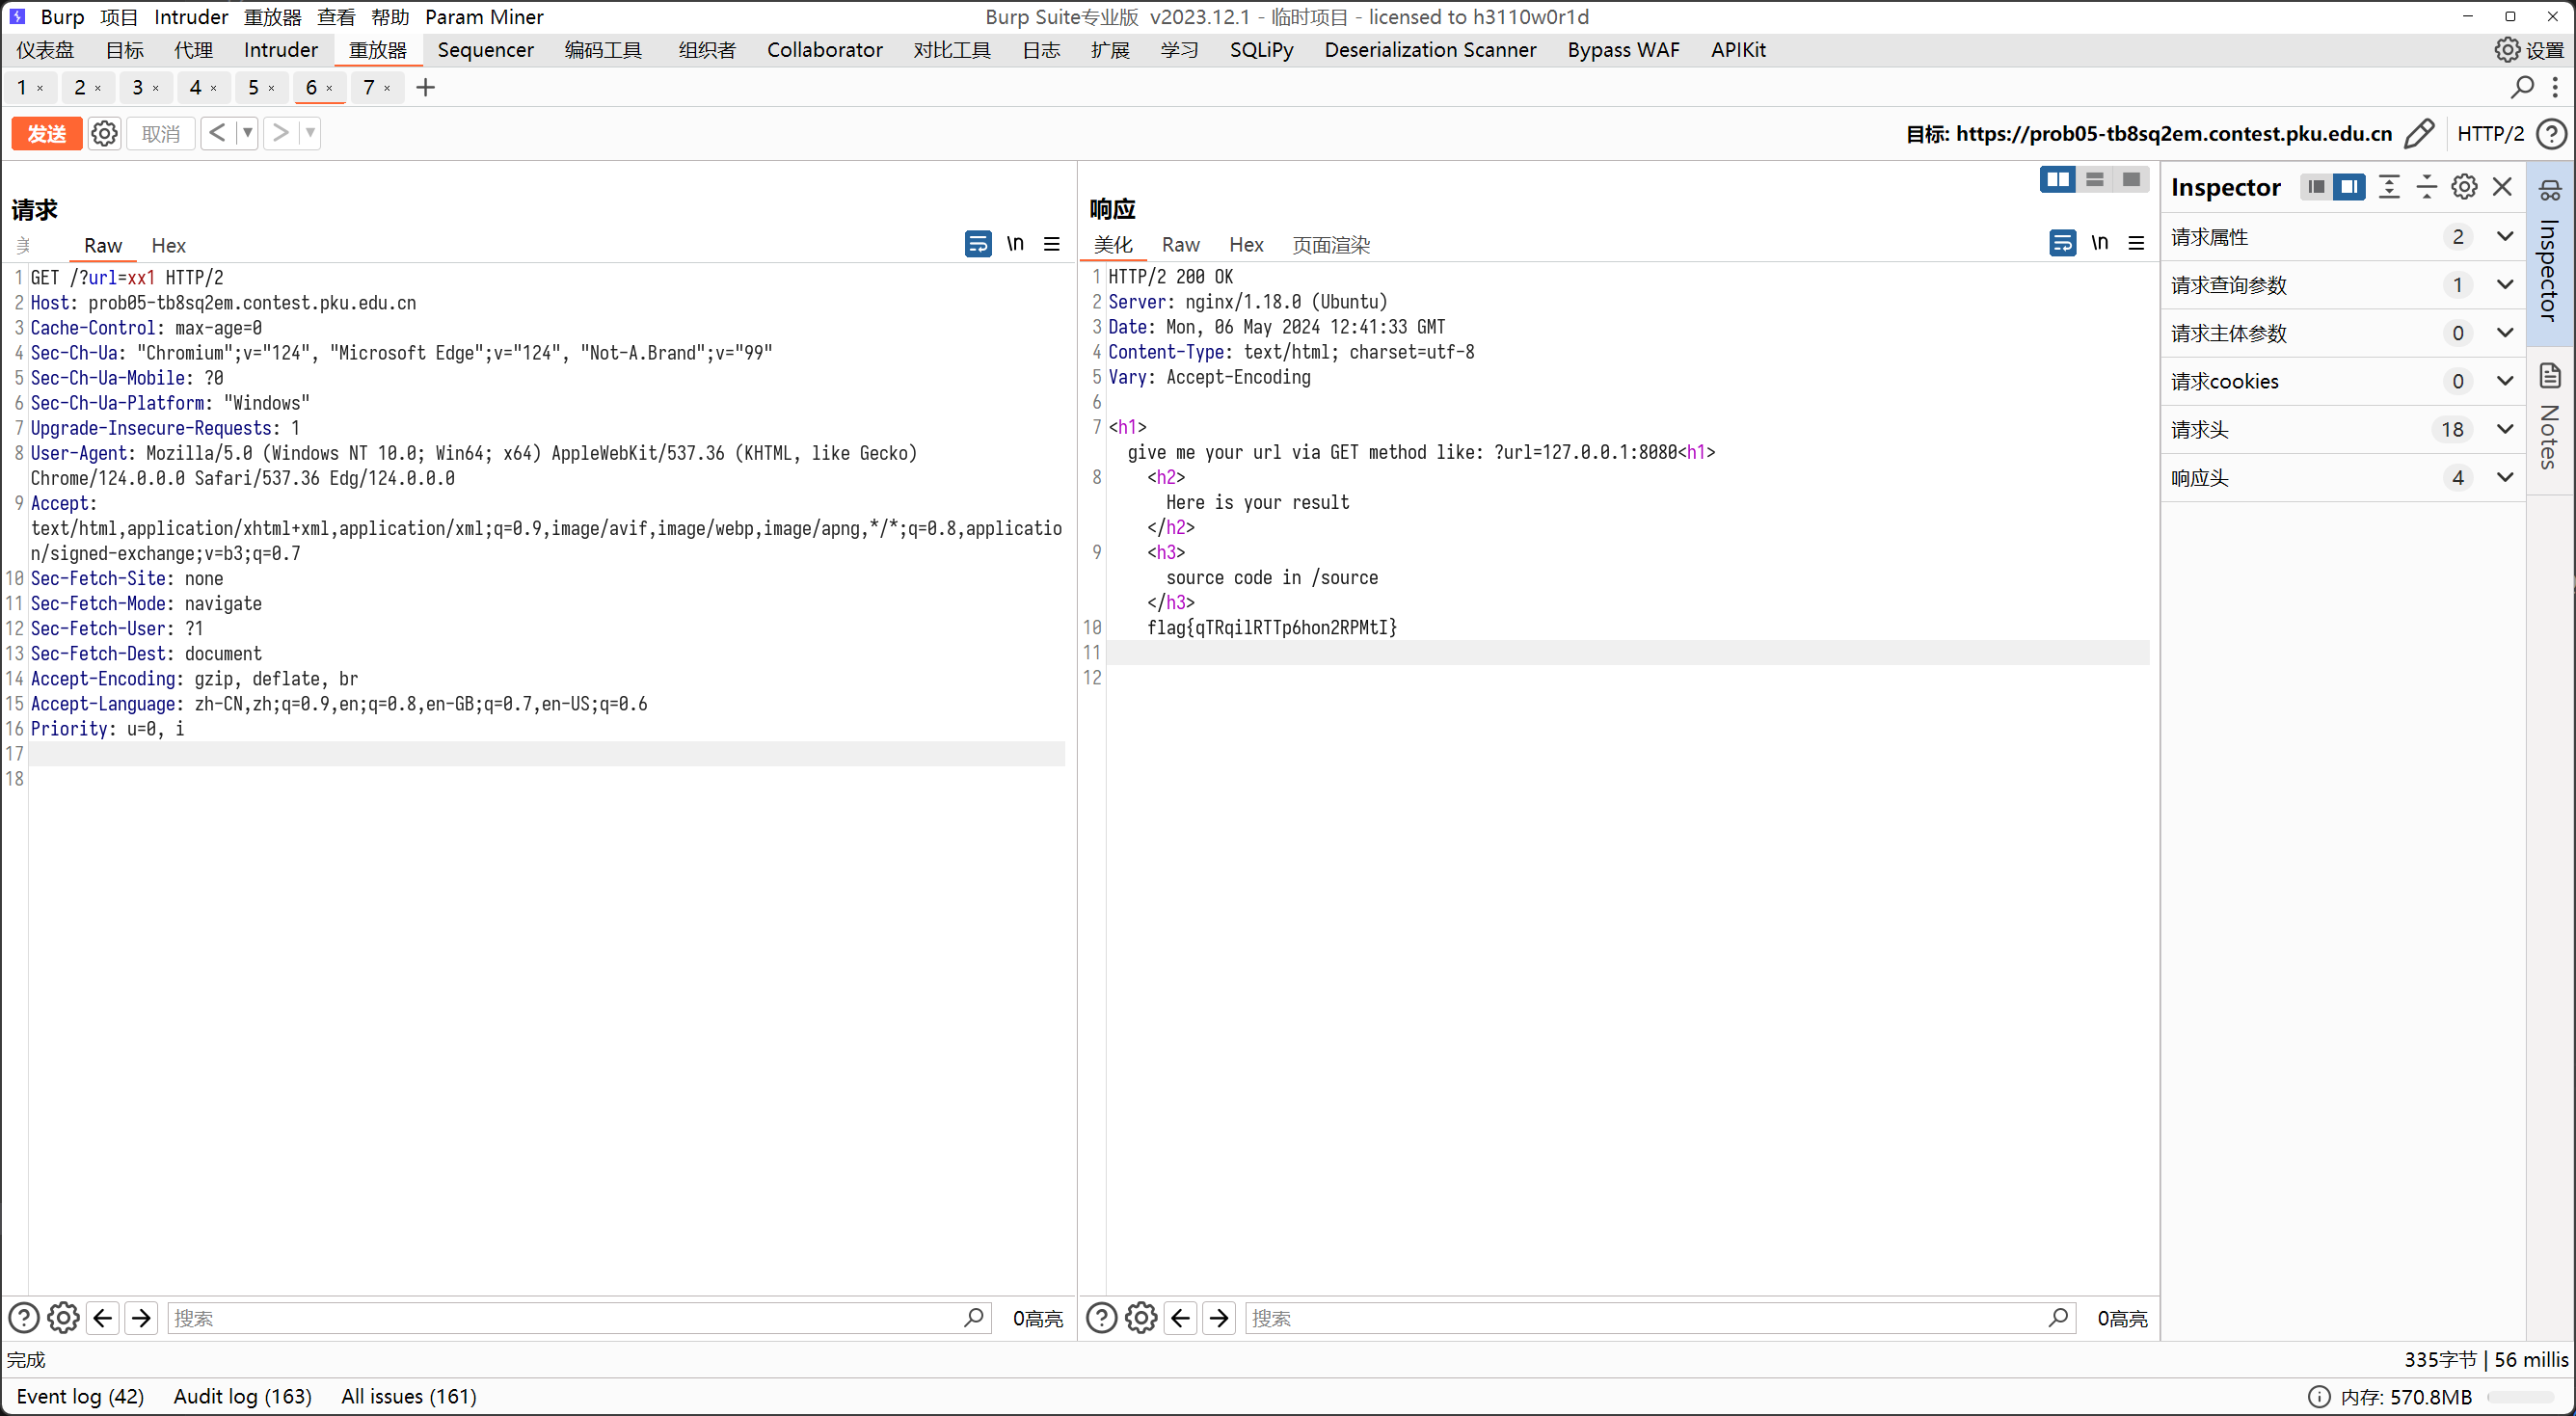 Burp 项目 Intruder 重放器 查看 帮助 Param Miner Burp Suite专业版 v2023.12.1 - 临时项目 - licensed to h3110w0r1d
仪表盘 目标 代理 Intruder 重放器 Sequencer 编码工具 组织者 Collaborator 对比工具 日志 扩展 学习 SQLiPy Deserialization Scanner Bypass WAF APIKit 设置
1 × 2 × 3 × 4 × 5 × 6 × 7 × +
发送 取消 < > 目标: https://prob05-tb8sq2em.contest.pku.edu.cn HTTP/2
请求
Raw Hex \n
1 GET /?url=xx1 HTTP/2
2 Host: prob05-tb8sq2em.contest.pku.edu.cn
3 Cache-Control: max-age=0
4 Sec-Ch-Ua: "Chromium";v="124", "Microsoft Edge";v="124", "Not-A.Brand";v="99"
5 Sec-Ch-Ua-Mobile: ?0
6 Sec-Ch-Ua-Platform: "Windows"
7 Upgrade-Insecure-Requests: 1
8 User-Agent: Mozilla/5.0 (Windows NT 10.0; Win64; x64) AppleWebKit/537.36 (KHTML, like Gecko)
Chrome/124.0.0.0 Safari/537.36 Edg/124.0.0.0
9 Accept:
text/html,application/xhtml+xml,application/xml;q=0.9,image/avif,image/webp,image/apng,*/*;q=0.8,applicatio
n/signed-exchange;v=b3;q=0.7
10 Sec-Fetch-Site: none
11 Sec-Fetch-Mode: navigate
12 Sec-Fetch-User: ?1
13 Sec-Fetch-Dest: document
14 Accept-Encoding: gzip, deflate, br
15 Accept-Language: zh-CN,zh;q=0.9,en;q=0.8,en-GB;q=0.7,en-US;q=0.6
16 Priority: u=0, i
17
18
搜索 0高亮
响应
美化 Raw Hex 页面渲染 \n
1 HTTP/2 200 OK
2 Server: nginx/1.18.0 (Ubuntu)
3 Date: Mon, 06 May 2024 12:41:33 GMT
4 Content-Type: text/html; charset=utf-8
5 Vary: Accept-Encoding
6
7 <h1>
give me your url via GET method like: ?url=127.0.0.1:8080<h1>
8 <h2>
Here is your result
</h2>
9 <h3>
source code in /source
</h3>
10 flag{qTRqilRTTp6hon2RPMtI}
11
12
搜索 0高亮
Inspector
请求属性 2
请求查询参数 1
请求主体参数 0
请求cookies 0
请求头 18
响应头 4
Inspector
Notes
完成 335字节 | 56 millis
Event log (42) Audit log (163) All issues (161) 内存: 570.8MB